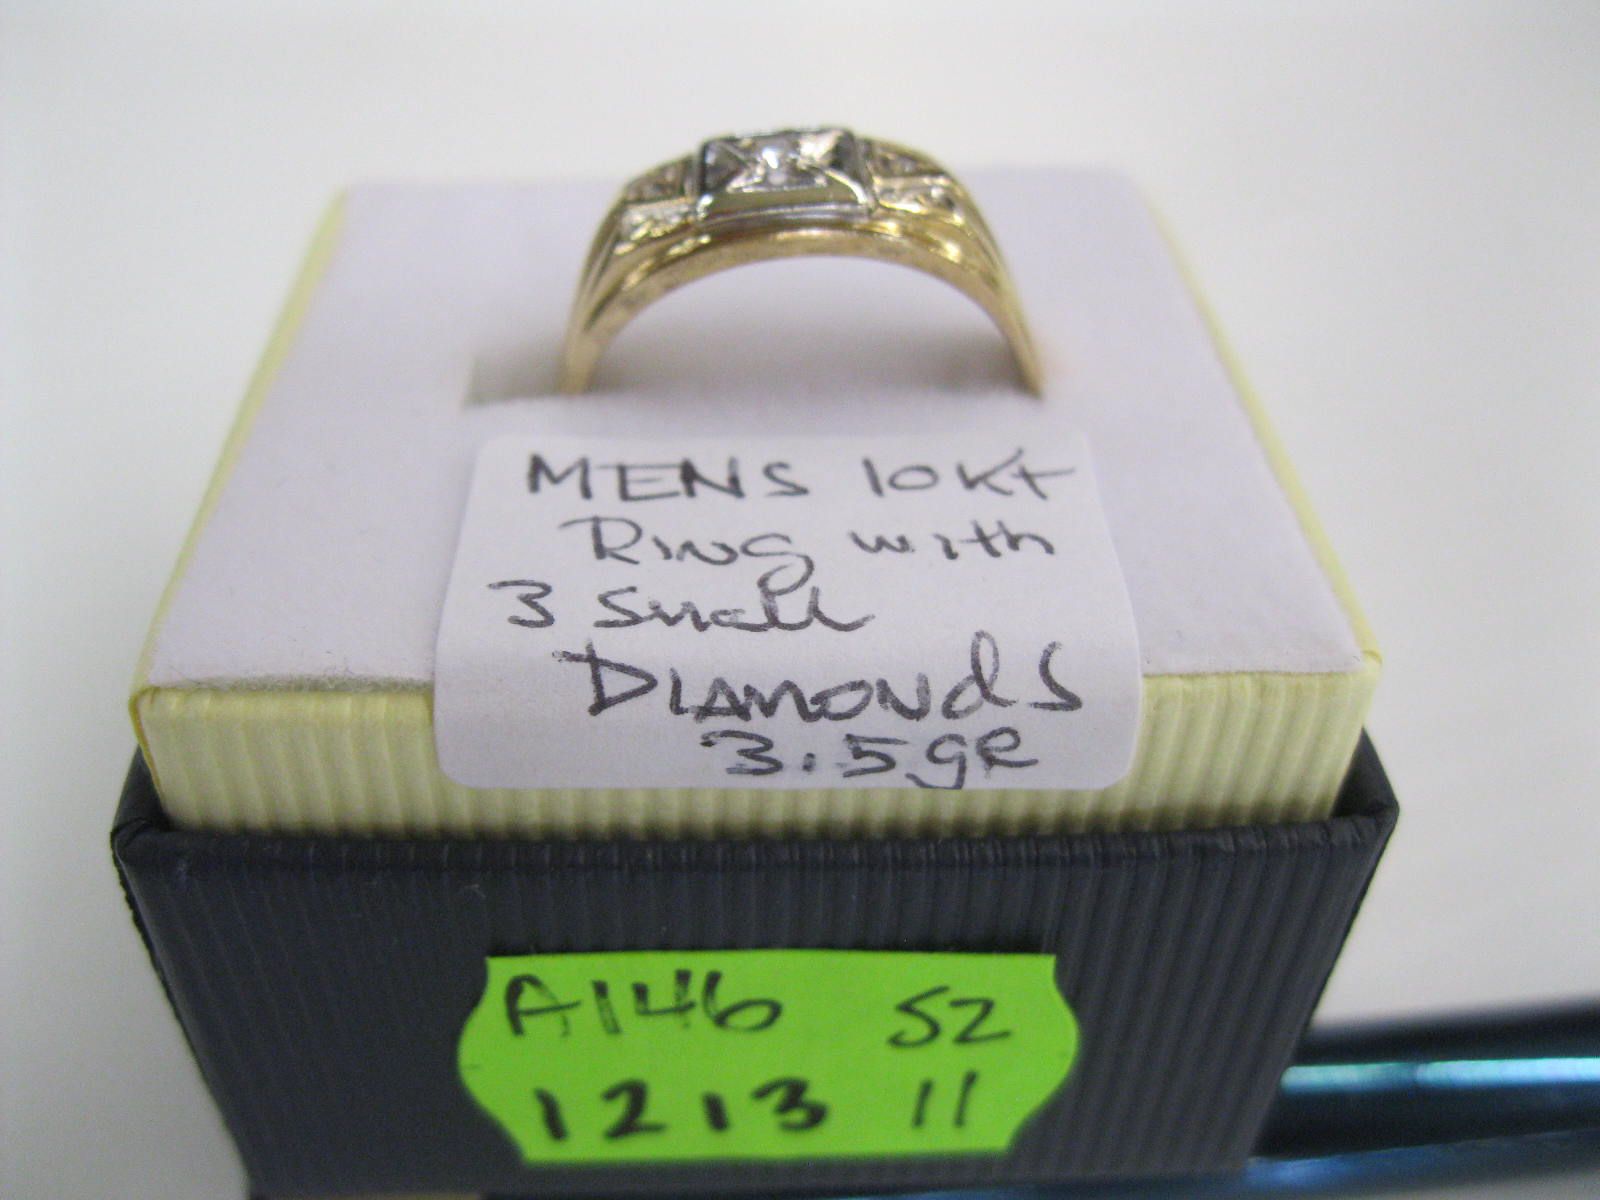 MENS 10Kt
Ring with
3 Small
DIAMONdS
3.5gR
A146 SZ
1213 11